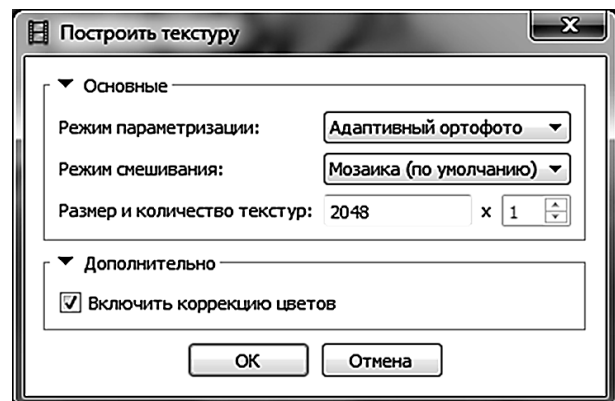 Построить текстуру
Основные
Режим параметризации: Адаптивный ортофото
Режим смешивания: Мозаика (по умолчанию)
Размер и количество текстур: 2048 x 1
Дополнительно
Включить коррекцию цветов
ОК Отмена